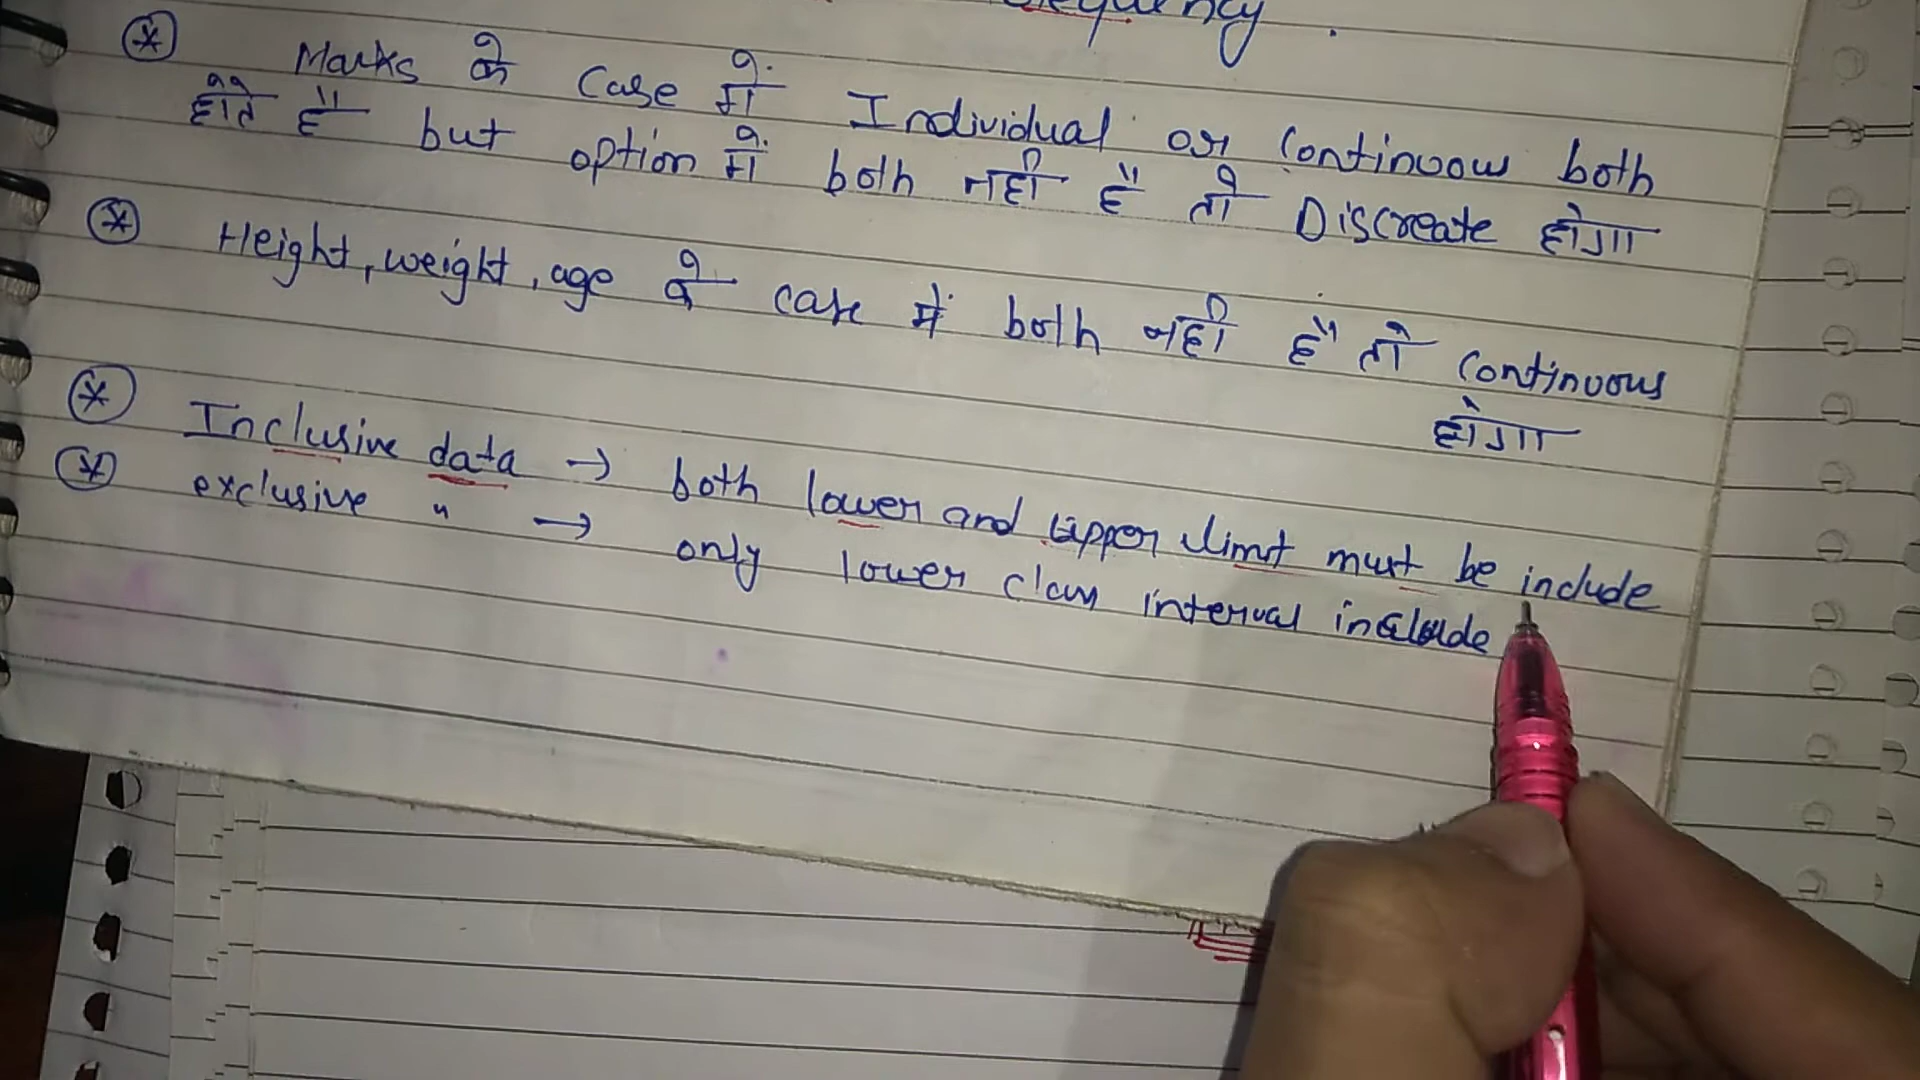 Marks के Case में Individual or Continuous both
होते हैं but option में both नहीं हैं तो Discreate होगा
Height, weight, age के case में both नहीं हैं तो continuous
होगा
Inclusive data → both lower and upper limit must be include
exclusive " → only lower class interval include